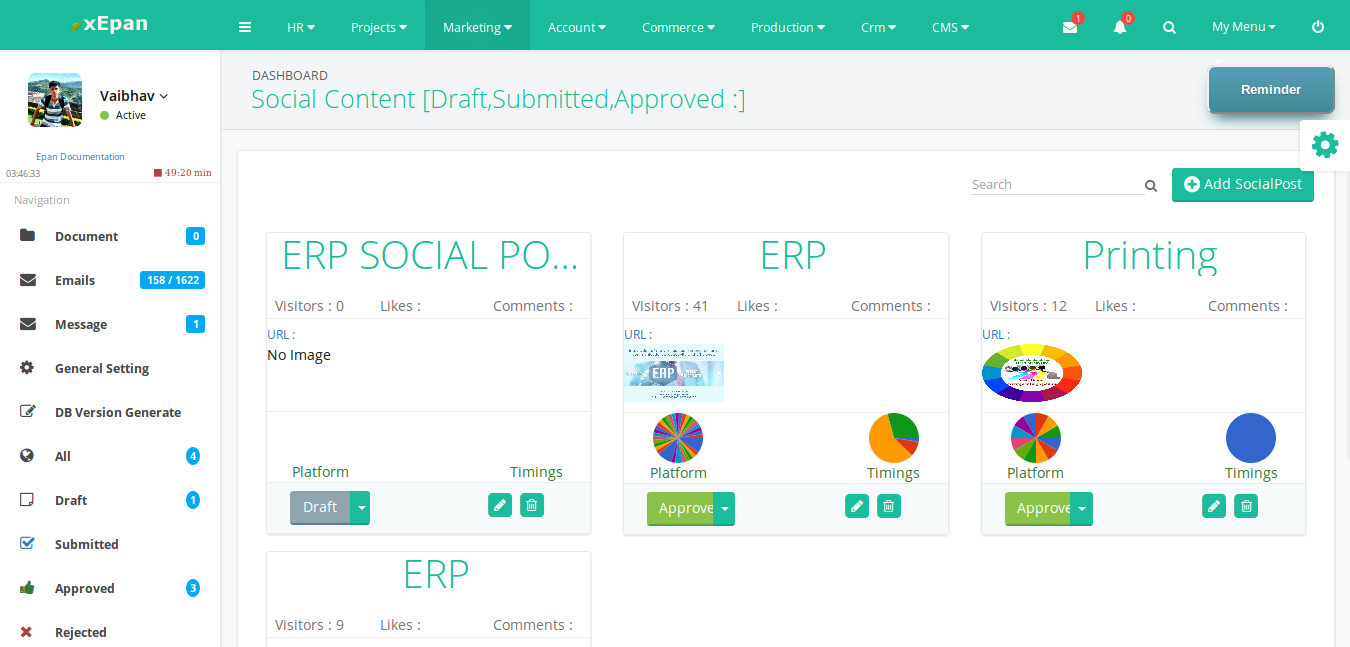 xEpan
HR Projects Marketing Account Commerce Production Crm CMS 1 0 My Menu
Vaibhav
Active
Epan Documentation
03:46:33 49:20 min
Navigation
Document 0
Emails 158 / 1622
Message 1
General Setting
DB Version Generate
All 4
Draft 1
Submitted
Approved 3
Rejected
DASHBOARD
Social Content [Draft,Submitted,Approved :]
Reminder
Search
Add SocialPost
ERP SOCIAL PO...
Visitors : 0 Likes : Comments :
URL :
No Image
Platform Timings
Draft
ERP
Visitors : 41 Likes : Comments :
URL :
ERP
Platform Timings
Approve
Printing
Visitors : 12 Likes : Comments :
URL :
Platform Timings
Approve
ERP
Visitors : 9 Likes : Comments :